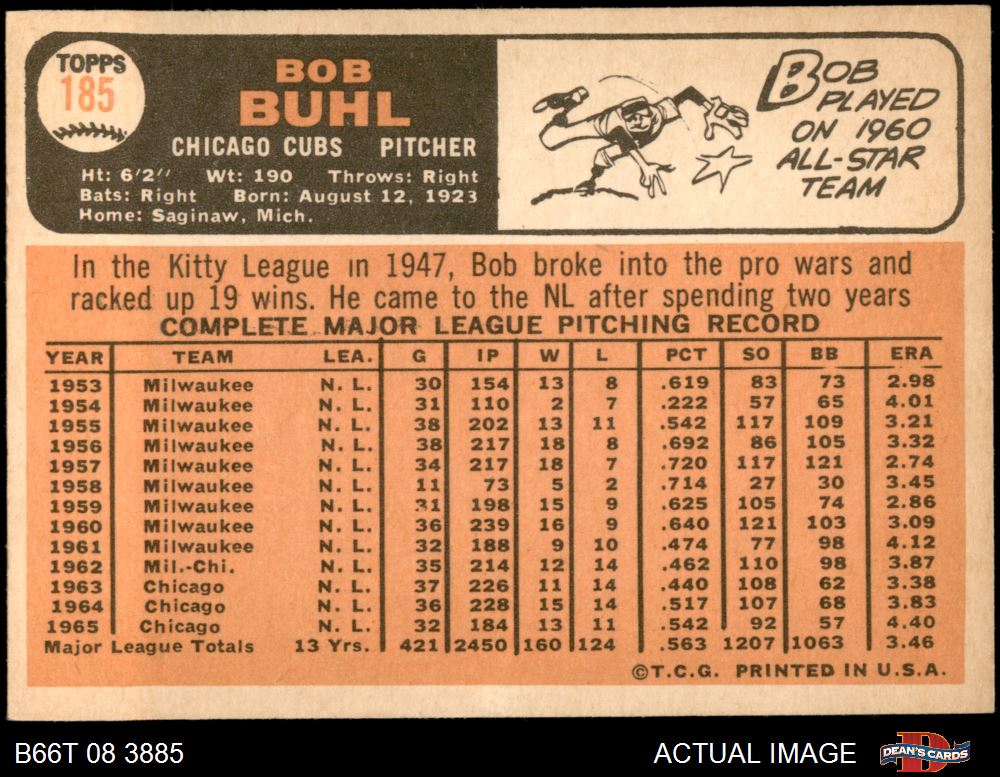 TOPPS
185
BOB
BUHL
CHICAGO CUBS PITCHER
Ht: 6'2" Wt: 190 Throws: Right
Bats: Right Born: August 12, 1923
Home: Saginaw, Mich.
BOB
PLAYED
ON 1960
ALL-STAR
TEAM
In the Kitty League in 1947, Bob broke into the pro wars and
racked up 19 wins. He came to the NL after spending two years
COMPLETE MAJOR LEAGUE PITCHING RECORD
YEAR TEAM LEA. G IP W L PCT SO BB ERA
1953 Milwaukee N. L. 30 154 13 8 .619 83 73 2.98
1954 Milwaukee N. L. 31 110 2 7 .222 57 65 4.01
1955 Milwaukee N. L. 38 202 13 11 .542 117 109 3.21
1956 Milwaukee N. L. 38 217 18 8 .692 86 105 3.32
1957 Milwaukee N. L. 34 217 18 7 .720 117 121 2.74
1958 Milwaukee N. L. 11 73 5 2 .714 27 30 3.45
1959 Milwaukee N. L. 31 198 15 9 .625 105 74 2.86
1960 Milwaukee N. L. 36 239 16 9 .640 121 103 3.09
1961 Milwaukee N. L. 32 188 9 10 .474 77 98 4.12
1962 Mil.-Chi. N. L. 35 214 12 14 .462 110 98 3.87
1963 Chicago N. L. 37 226 11 14 .440 108 62 3.38
1964 Chicago N. L. 36 228 15 14 .517 107 68 3.83
1965 Chicago N. L. 32 184 13 11 .542 92 57 4.40
Major League Totals 13 Yrs. 421 2450 160 124 .563 1207 1063 3.46
©T.C.G. PRINTED IN U.S.A.
B66T 08 3885 ACTUAL IMAGE
DEAN'S CARDS